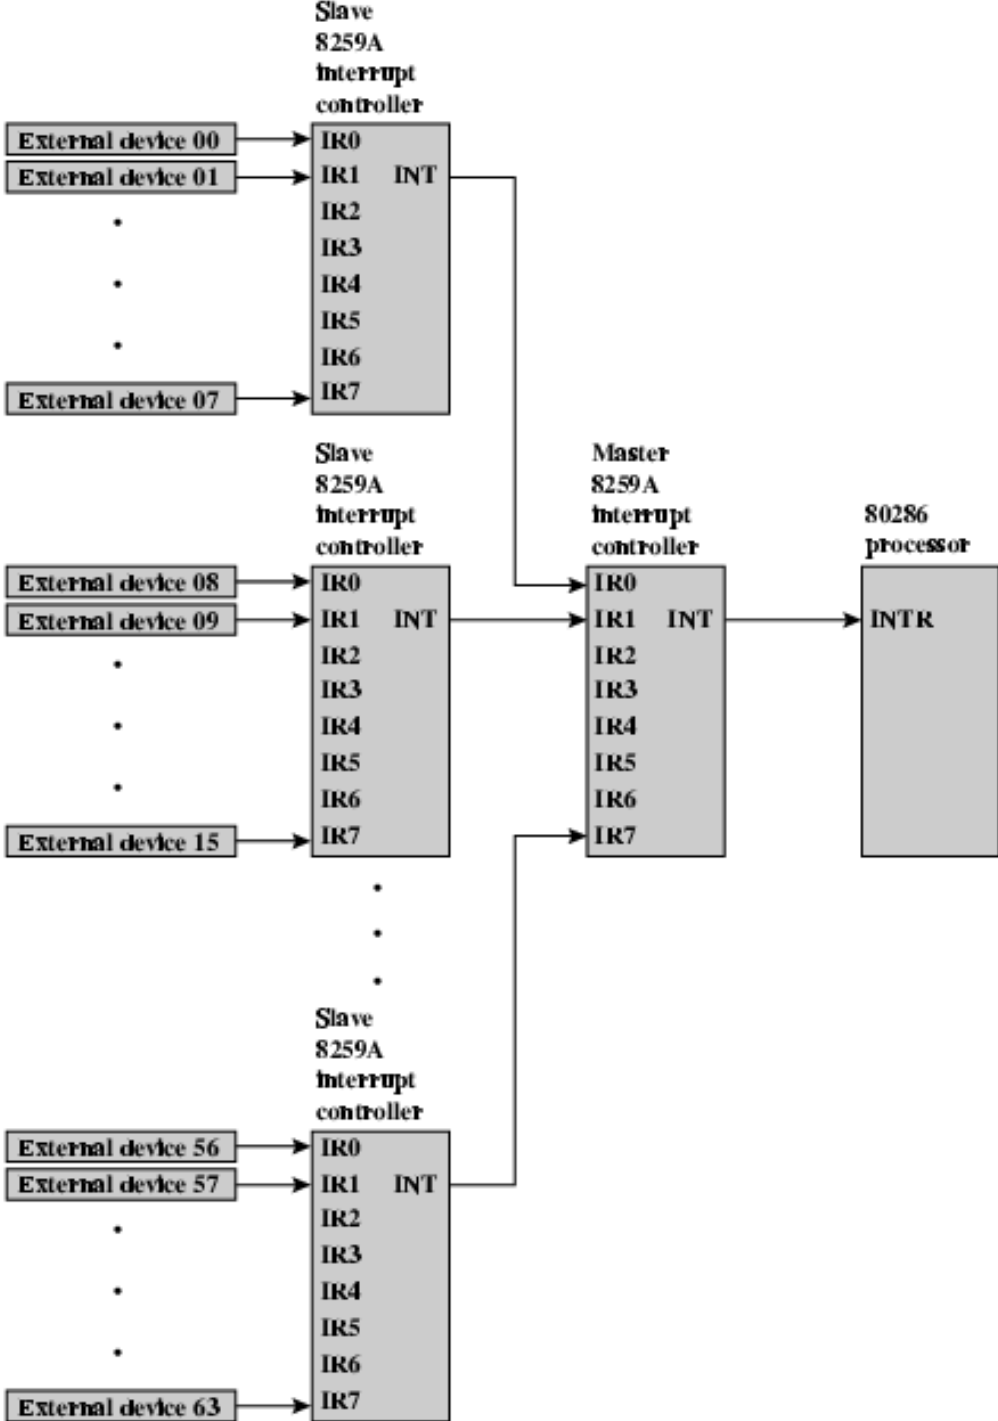 Slave
8259A
interrupt
controller
External device 00
IR0
External device 01
IR1 INT
IR2
IR3
IR4
IR5
IR6
External device 07
IR7
Slave
8259A
interrupt
controller
Master
8259A
interrupt
controller
80286
processor
External device 08
IR0
External device 09
IR1 INT
IR2
IR3
IR4
IR5
IR6
External device 15
IR7
IR0
IR1 INT
IR2
IR3
IR4
IR5
IR6
IR7
INTR
Slave
8259A
interrupt
controller
External device 56
IR0
External device 57
IR1 INT
IR2
IR3
IR4
IR5
IR6
External device 63
IR7